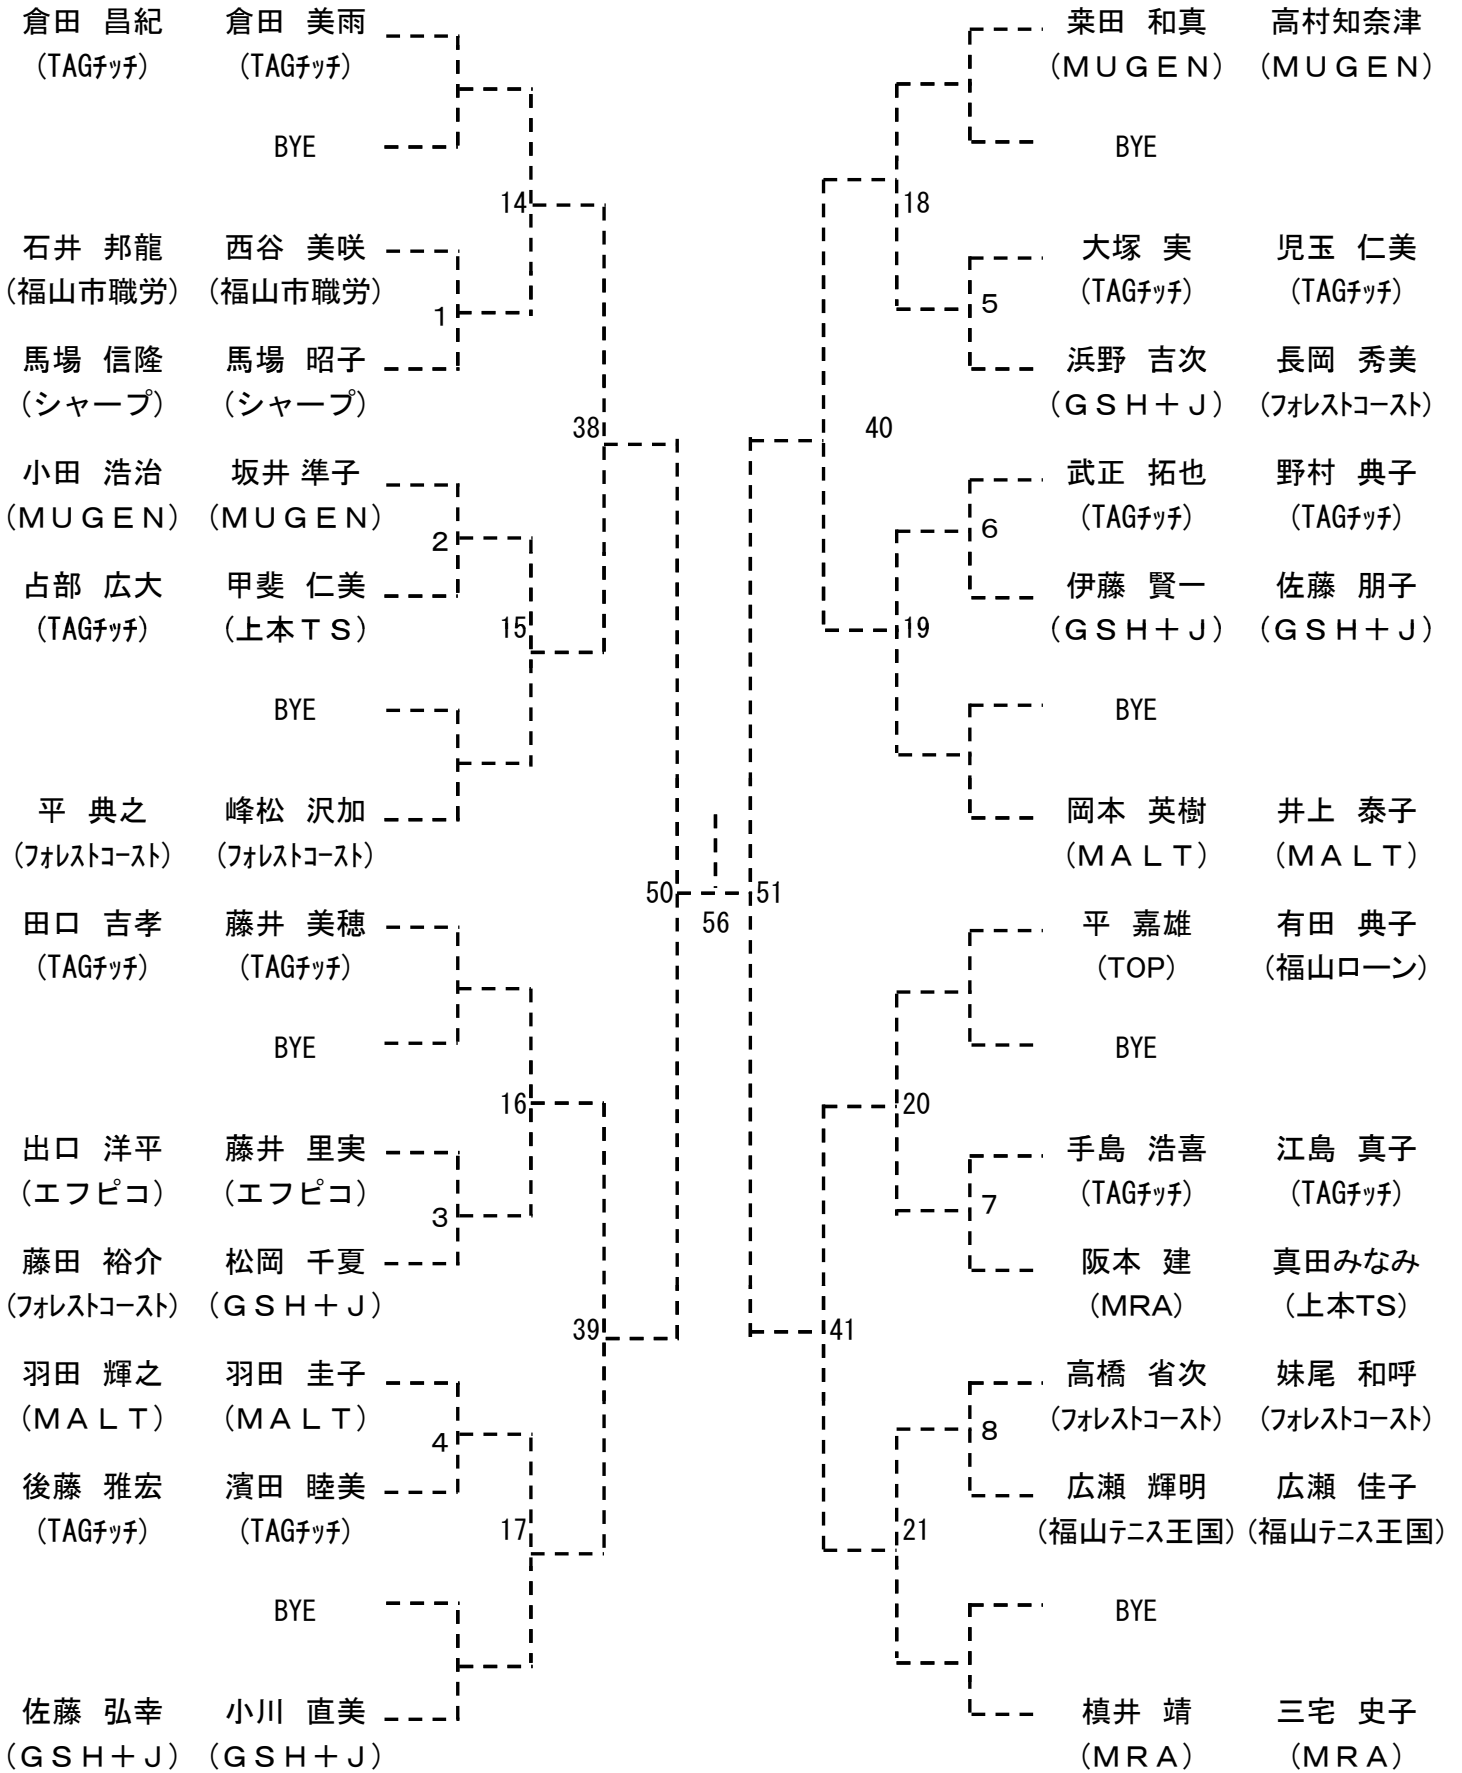 倉田 昌紀 倉田 美雨
(TAGチッチ) (TAGチッチ)
BYE
14
石井 邦龍 西谷 美咲
(福山市職労) (福山市職労)
1
馬場 信隆 馬場 昭子
(シャープ) (シャープ)
38
小田 浩治 坂井 準子
(MUGEN) (MUGEN)
2
占部 広大 甲斐 仁美
(TAGチッチ) (上本TS)
15
BYE
平 典之 峰松 沢加
(フォレストコースト) (フォレストコースト)
50
田口 吉孝 藤井 美穂
(TAGチッチ) (TAGチッチ)
BYE
16
出口 洋平 藤井 里実
(エフピコ) (エフピコ)
3
藤田 裕介 松岡 千夏
(フォレストコースト) (GSH+J)
39
羽田 輝之 羽田 圭子
(MALT) (MALT)
4
後藤 雅宏 濱田 睦美
(TAGチッチ) (TAGチッチ)
17
BYE
佐藤 弘幸 小川 直美
(GSH+J) (GSH+J)
56
桒田 和真 高村知奈津
(MUGEN) (MUGEN)
BYE
18
大塚 実 児玉 仁美
(TAGチッチ) (TAGチッチ)
5
浜野 吉次 長岡 秀美
(GSH+J) (フォレストコースト)
40
武正 拓也 野村 典子
(TAGチッチ) (TAGチッチ)
6
伊藤 賢一 佐藤 朋子
(GSH+J) (GSH+J)
19
BYE
岡本 英樹 井上 泰子
(MALT) (MALT)
51
平 嘉雄 有田 典子
(TOP) (福山ローン)
BYE
20
手島 浩喜 江島 真子
(TAGチッチ) (TAGチッチ)
7
阪本 建 真田みなみ
(MRA) (上本TS)
41
高橋 省次 妹尾 和呼
(フォレストコースト) (フォレストコースト)
8
広瀬 輝明 広瀬 佳子
(福山テニス王国) (福山テニス王国)
21
BYE
槙井 靖 三宅 史子
(MRA) (MRA)